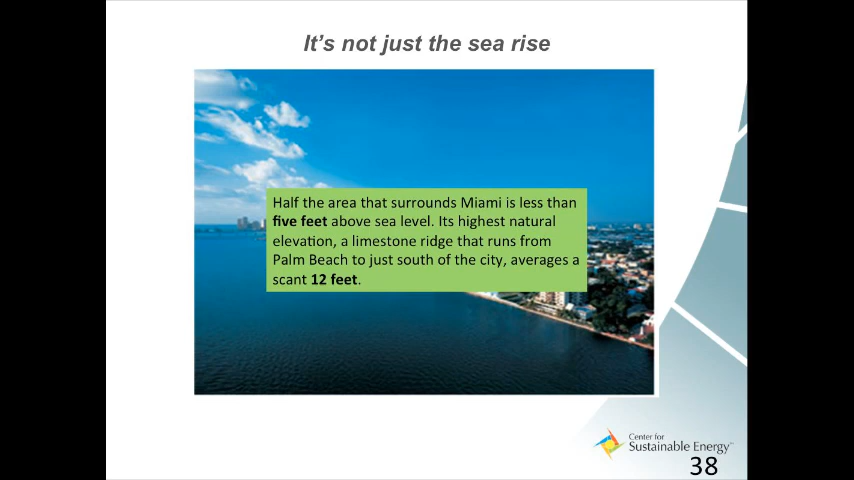 It’s not just the sea rise
Half the area that surrounds Miami is less than
five feet above sea level. Its highest natural
elevation, a limestone ridge that runs from
Palm Beach to just south of the city, averages a
scant 12 feet.
Center for
Sustainable Energy™
38